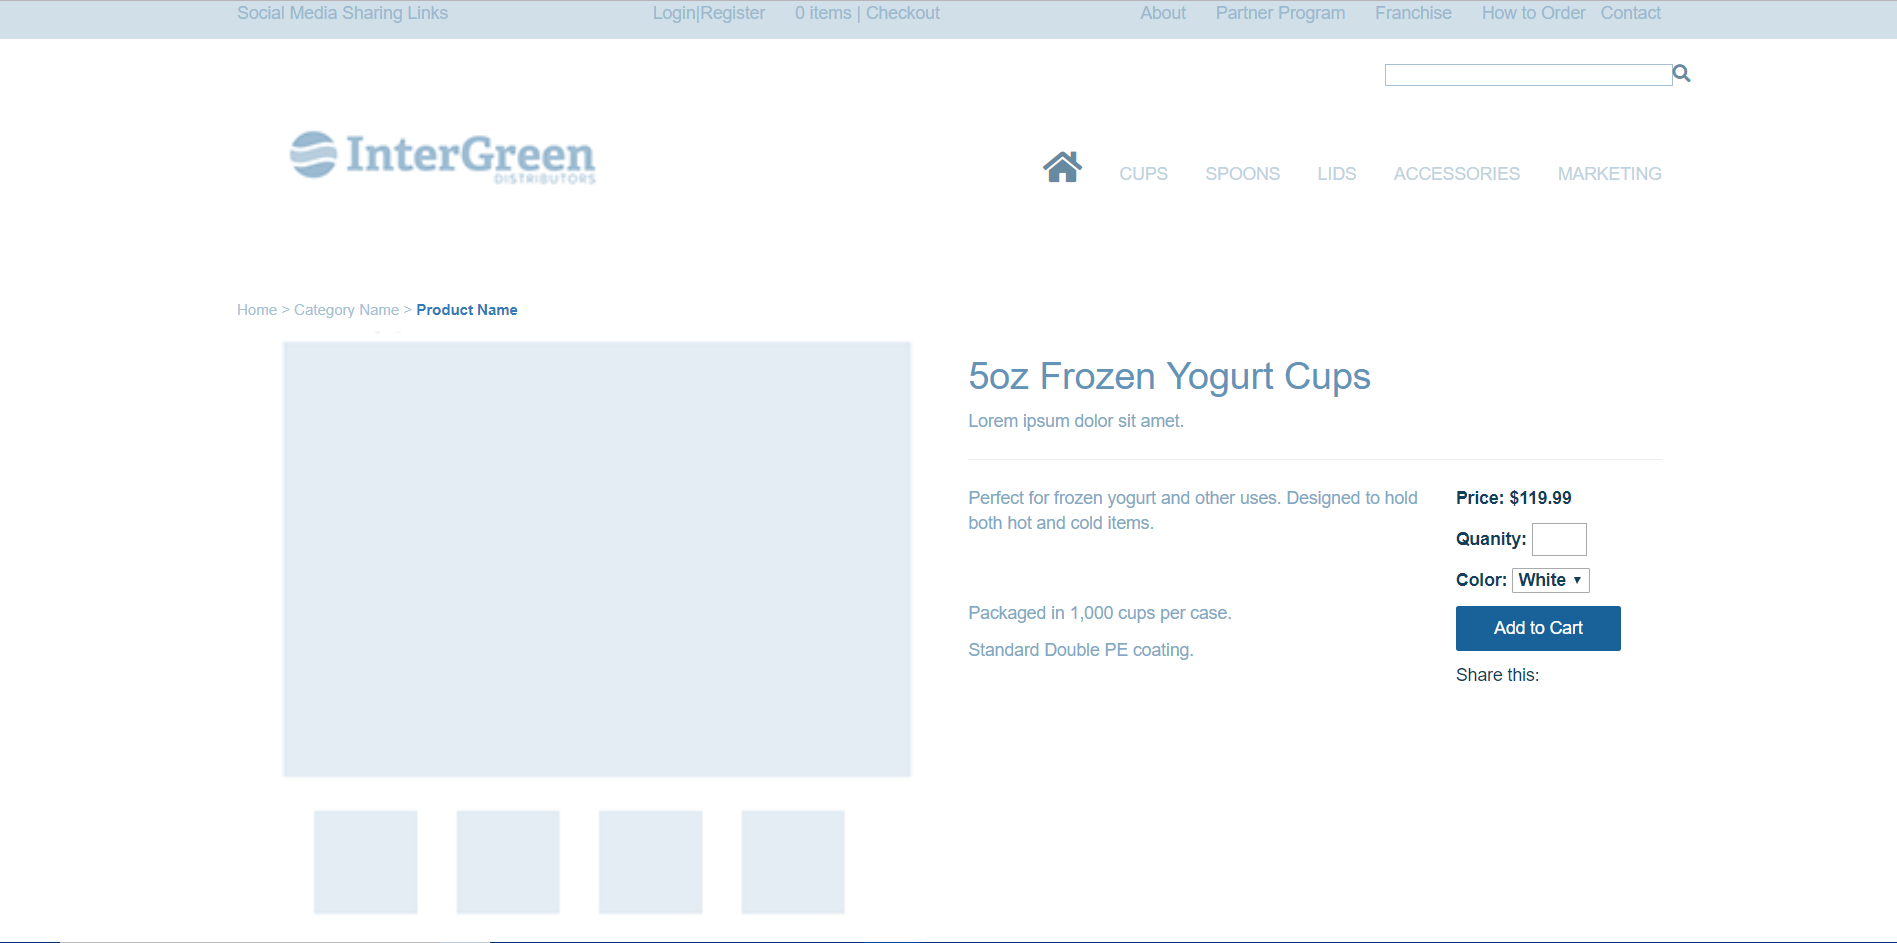 Social Media Sharing Links Login|Register 0 items | Checkout About Partner Program Franchise How to Order Contact
InterGreen
DISTRIBUTORS
CUPS SPOONS LIDS ACCESSORIES MARKETING
Home > Category Name > Product Name
5oz Frozen Yogurt Cups
Lorem ipsum dolor sit amet.
Perfect for frozen yogurt and other uses. Designed to hold
both hot and cold items.
Packaged in 1,000 cups per case.
Standard Double PE coating.
Price: $119.99
Quanity:
Color: White
Add to Cart
Share this: